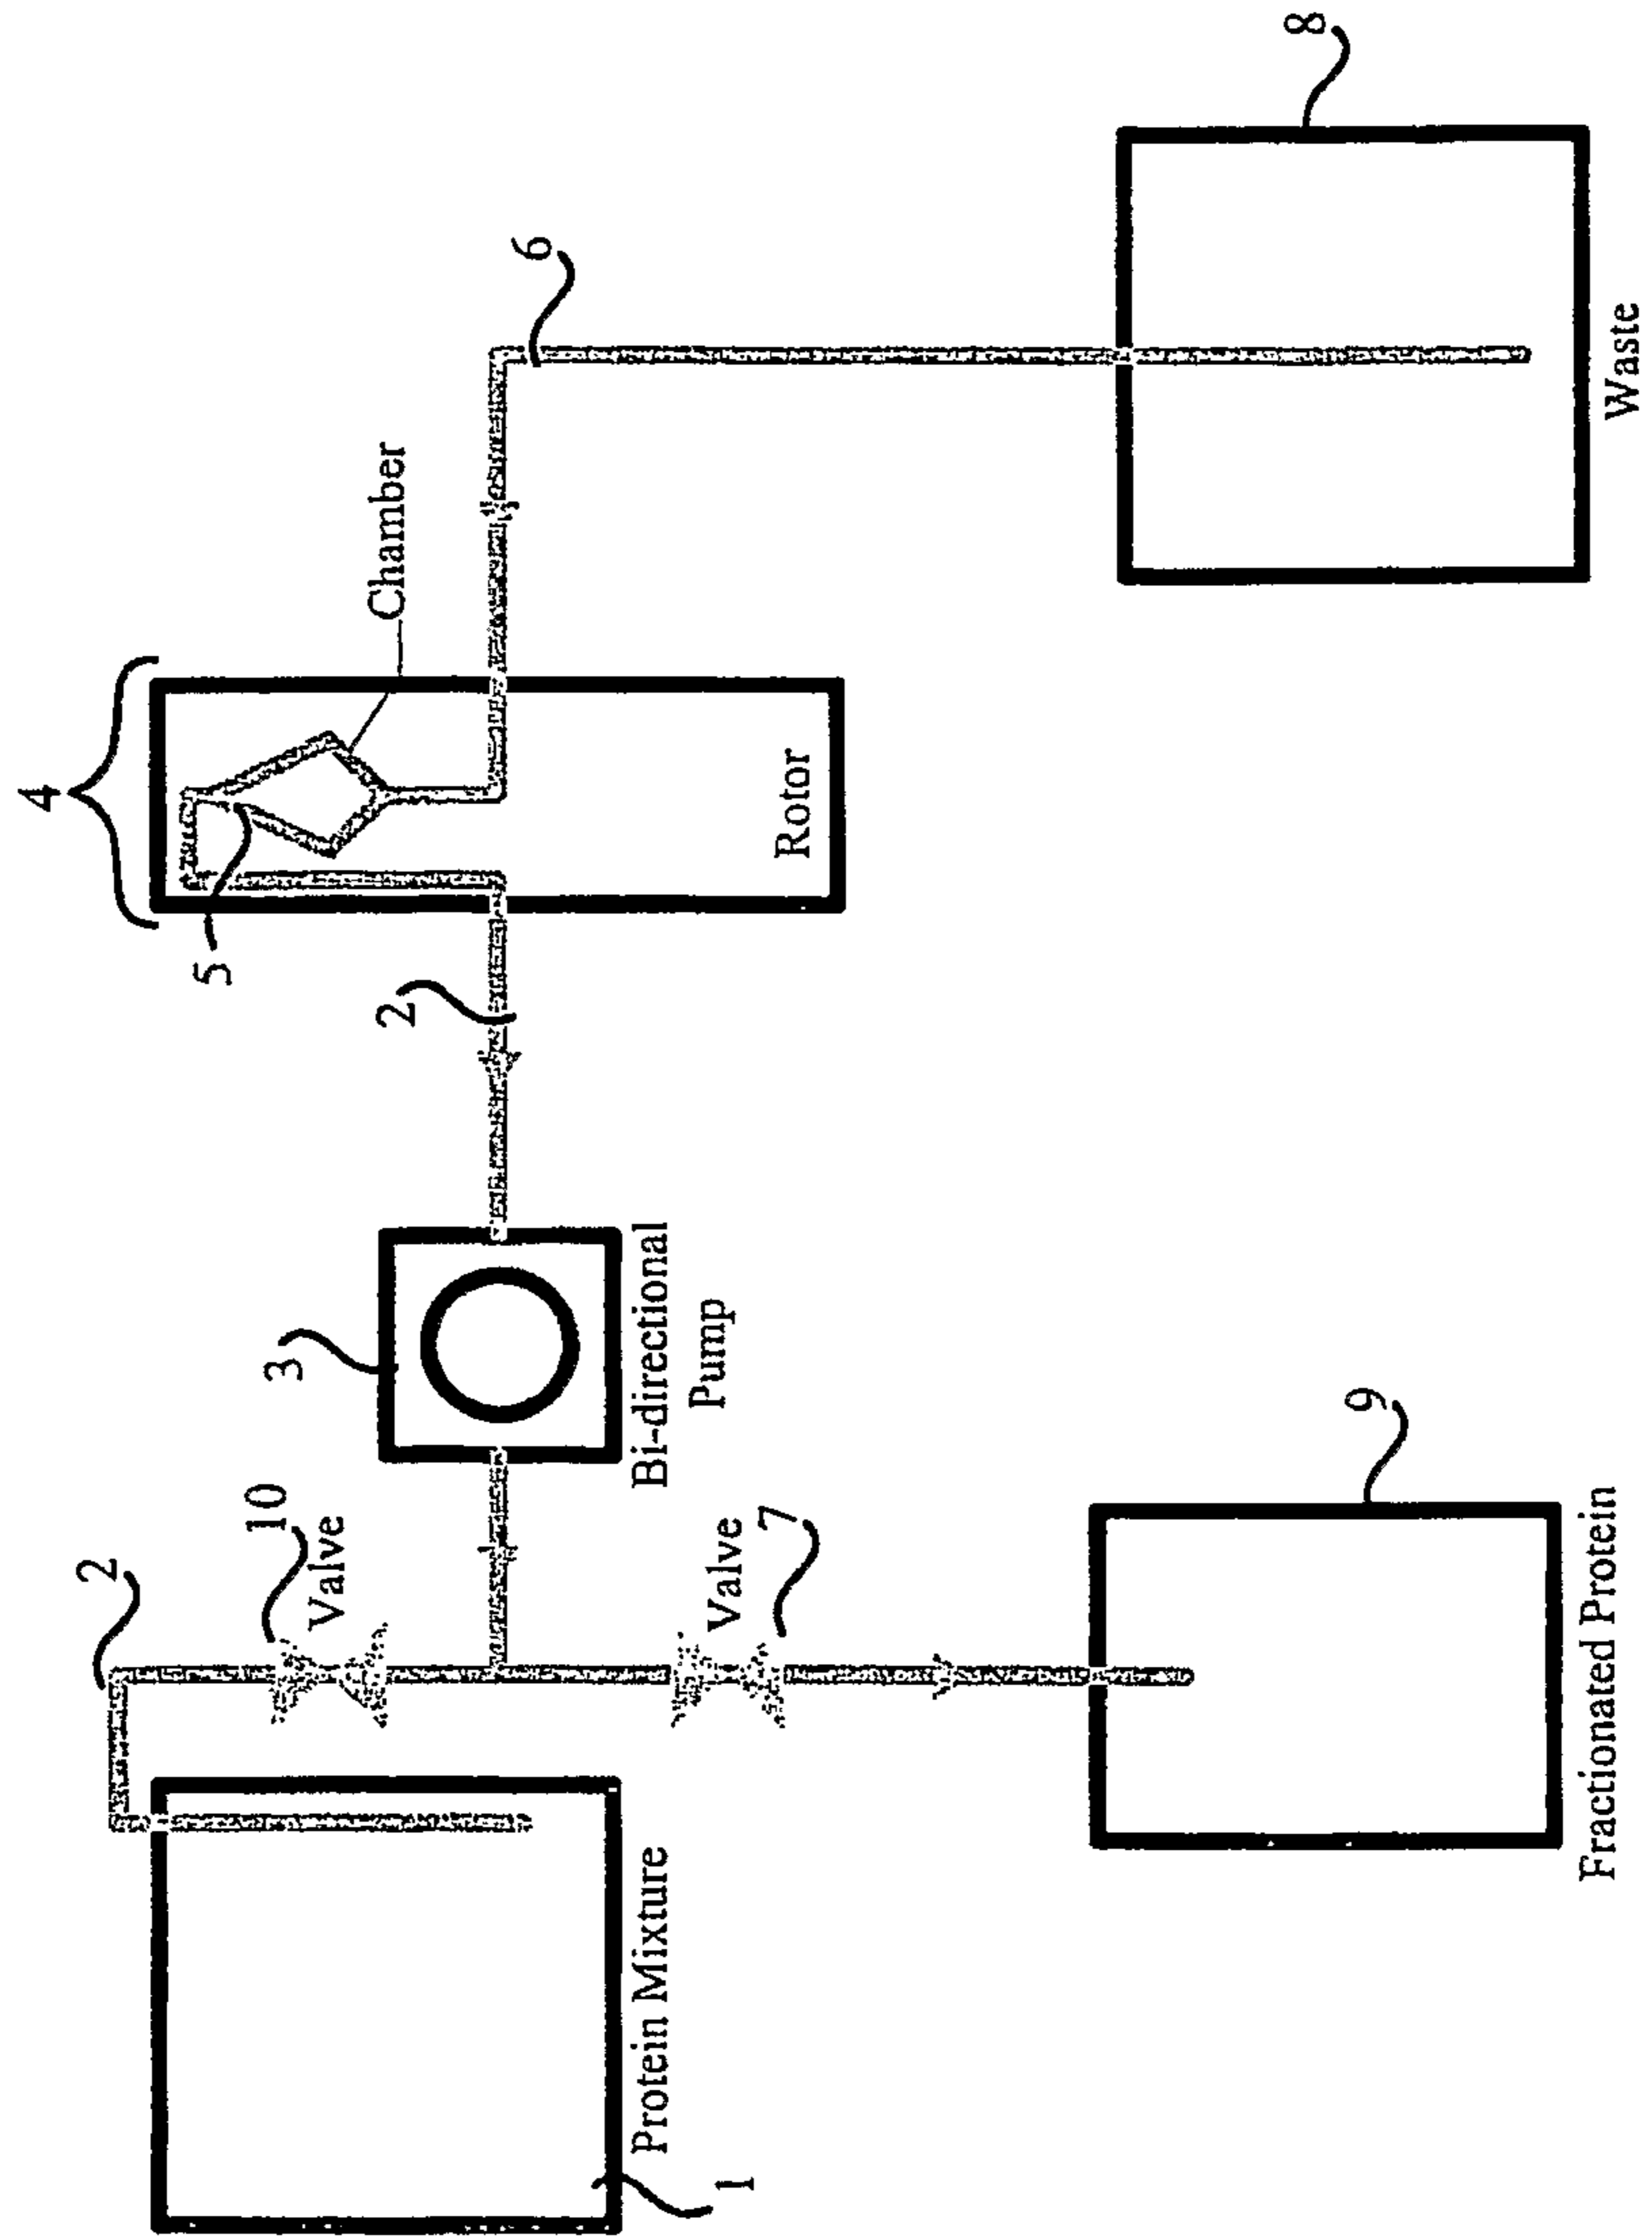 4
2
5
10
3
Valve
Chamber
2
6
Protein Mixture
Bi-directional
Pump
Valve
1
7
Rotor
8
9
Fractionated Protein
Waste